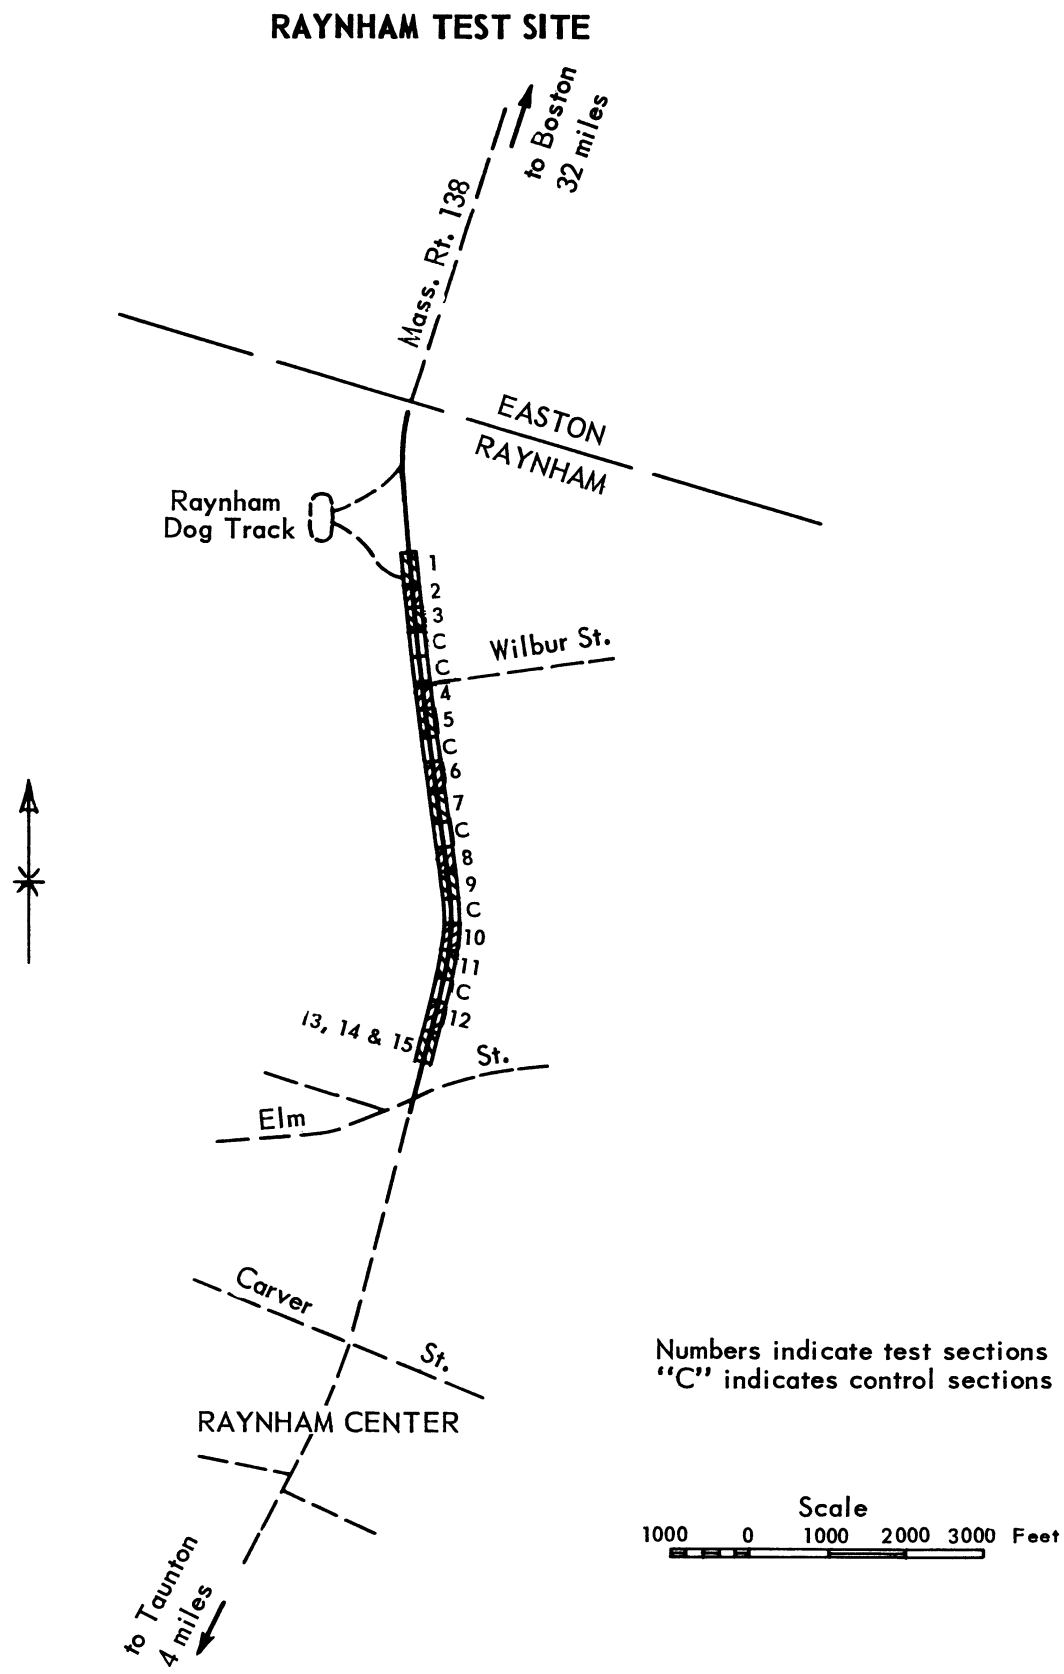 RAYNHAM TEST SITE
to Boston
32 miles
Mass. Rt. 138
EASTON
RAYNHAM
Raynham
Dog Track
1
2
3
C
Wilbur St.
C
4
5
C
6
7
C
8
9
C
10
11
C
12
13, 14 & 15
St.
Elm
Carver
St.
Numbers indicate test sections
"C" indicates control sections
RAYNHAM CENTER
Scale
1000 0 1000 2000 3000 Feet
to Taunton
4 miles